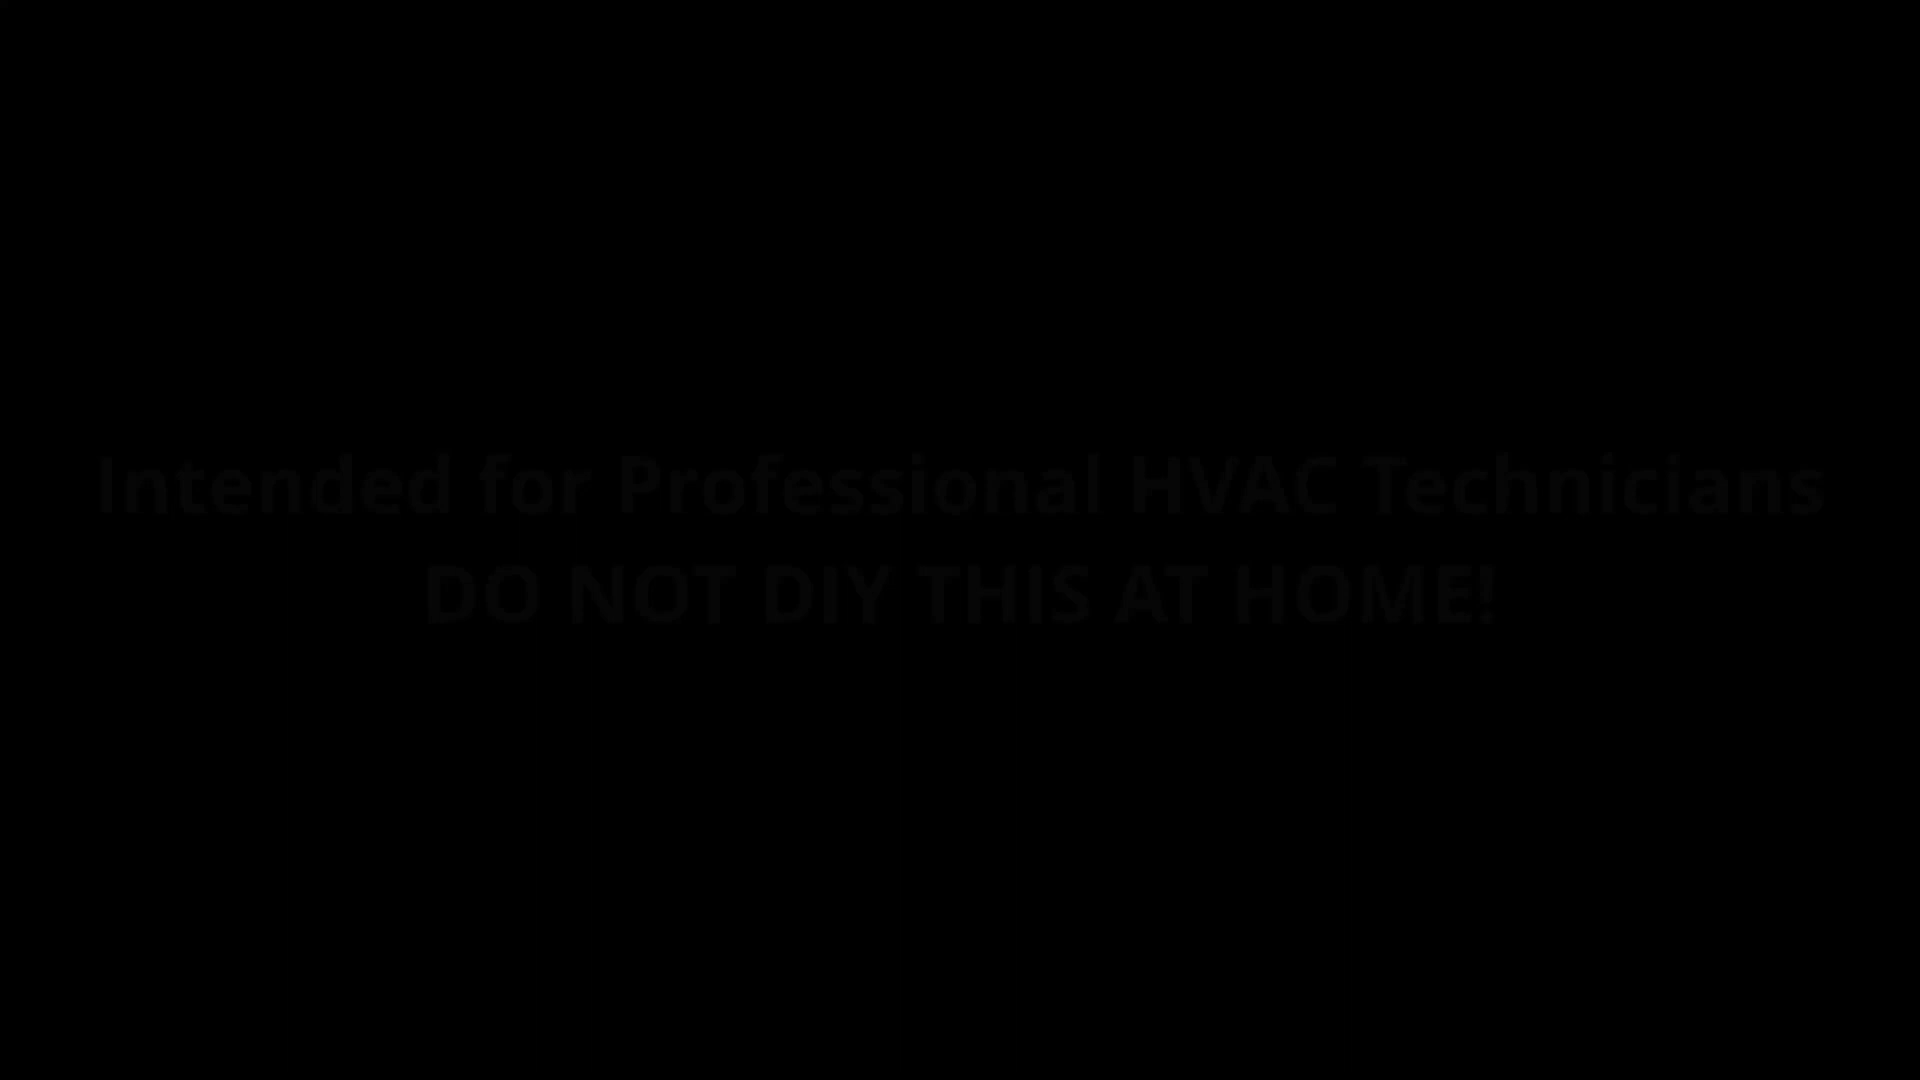 Intended for Professional HVAC Technicians
DO NOT DIY THIS AT HOME!